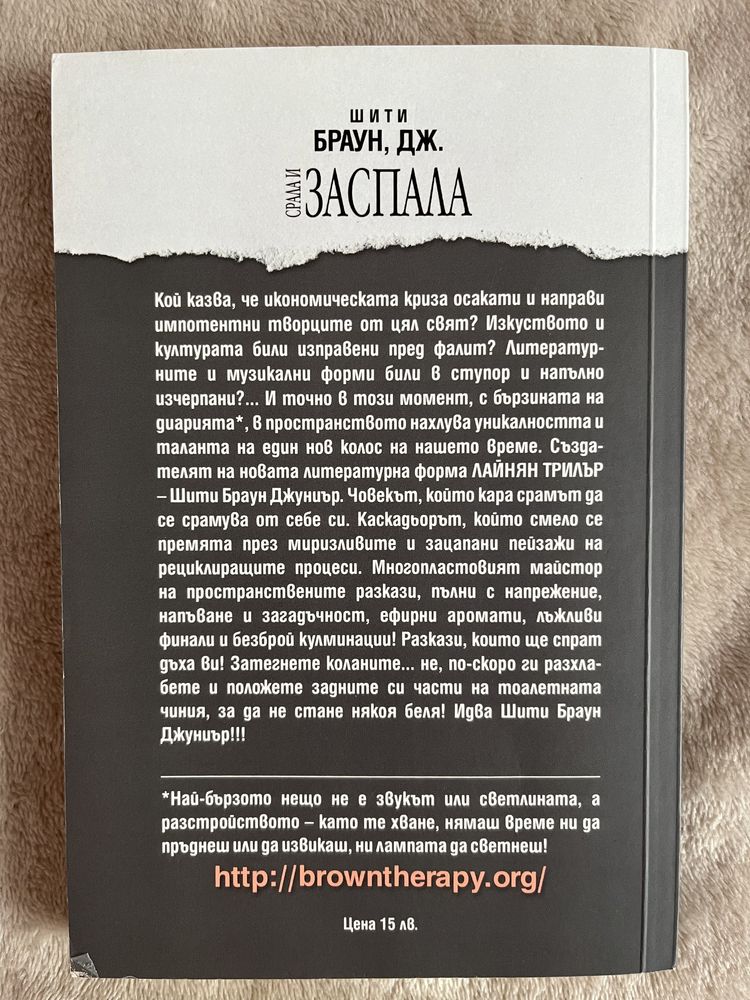 ШИТИ
БРАУН, ДЖ.
СРАЛА И ЗАСПАЛА
Кой казва, че икономическата криза осакати и направи
импотентни творците от цял свят? Изкуството и
културата били изправени пред фалит? Литератур-
ните и музикални форми били в ступор и напълно
изчерпани?... И точно в този момент, с бързината на
диарията*, в пространството нахлува уникалността и
таланта на един нов колос на нашето време. Създа-
телят на новата литературна форма ЛАЙНЯН ТРИЛЪР
– Шити Браун Джуниър. Човекът, който кара срамът да
се срамува от себе си. Каскадьорът, който смело се
премята през миризливите и зацапани пейзажи на
рециклиращите процеси. Многопластовият майстор
на пространствените разкази, пълни с напрежение,
напъване и загадъчност, ефирни аромати, лъжливи
финали и безброй кулминации! Разкази, които ще спрат
дъха ви! Затегнете коланите... не, по-скоро ги разхла-
бете и положете задните си части на тоалетната
чиния, за да не стане някоя беля! Идва Шити Браун
Джуниър!!!
*Най-бързото нещо не е звукът или светлината, а
разстройството – като те хване, нямаш време ни да
пръднеш или да извикаш, ни лампата да светнеш!
http://browntherapy.org/
Цена 15 лв.